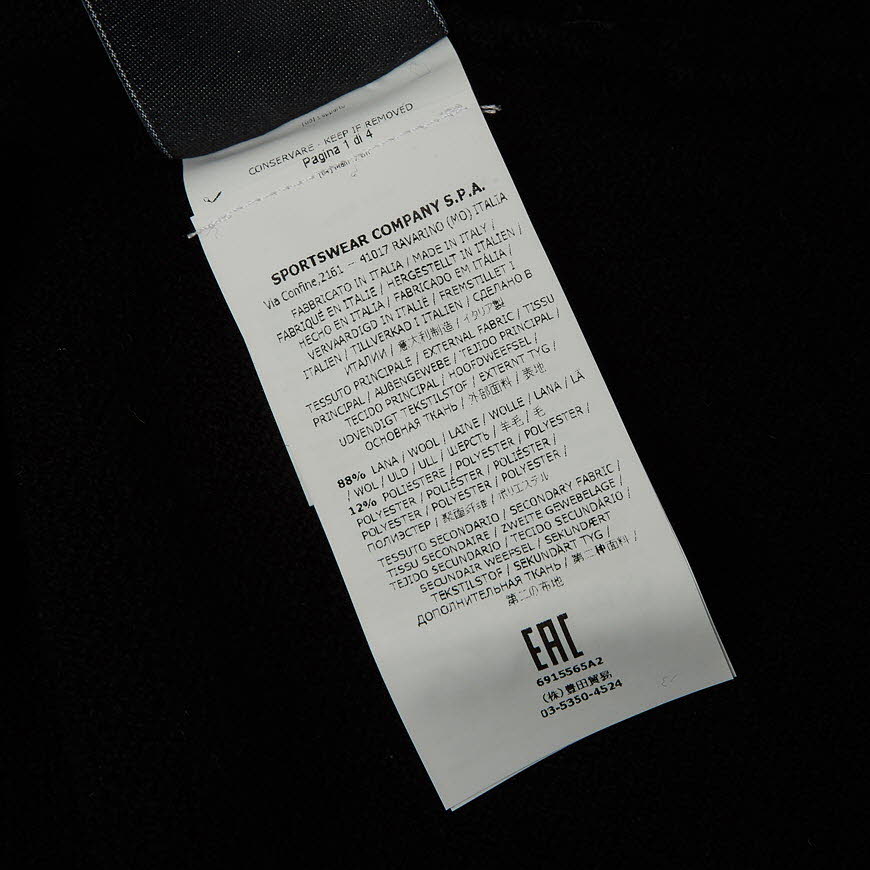 CONSERVARE - KEEP IF REMOVED
Pagina 1 di 4
SPORTSWEAR COMPANY S.P.A.
Via Confine,2161 - 41017 RAVARINO (MO) ITALIA
FABBRICATO IN ITALIA / MADE IN ITALY /
FABRIQUÉ EN ITALIE / HERGESTELLT IN ITALIEN /
HECHO EN ITALIA / FABRICADO EM ITÁLIA /
VERVAARDIGD IN ITALIE / FREMSTILLET I
ITALIEN / TILLVERKAD I ITALIEN / СДЕЛАНО В
ИТАЛИИ / 意大利制造 / イタリア製
TESSUTO PRINCIPALE / EXTERNAL FABRIC / TISSU
PRINCIPAL / AUßENGEWEBE / TEJIDO PRINCIPAL /
TECIDO PRINCIPAL / HOOFDWEEFSEL /
UDVENDIGT TEKSTILSTOF / EXTERNT TYG /
ОСНОВНАЯ ТКАНЬ / 外部面料 / 表地
88% LANA / WOOL / LAINE / WOLLE / LANA / LÃ
/ WOL / ULD / ULL / ШЕРСТЬ / 羊毛 / 毛
12% POLIESTERE / POLYESTER / POLYESTER /
POLYESTER / POLIÉSTER / POLIÉSTER /
POLYESTER / POLYESTER / POLYESTER /
ПОЛИЭСТЕР / 聚酯纤维 / ポリエステル
TESSUTO SECONDARIO / SECONDARY FABRIC /
TISSU SECONDAIRE / ZWEITE GEWEBELAGE /
TEJIDO SECUNDARIO / TECIDO SECUNDÁRIO /
SECUNDAIR WEEFSEL / SEKUNDÆRT
TEKSTILSTOF / SEKUNDÄRT TYG /
ДОПОЛНИТЕЛЬНАЯ ТКАНЬ / 第二种面料 /
第二の布地
EAC
6915565A2
(株)豊田貿易
03-5350-4524